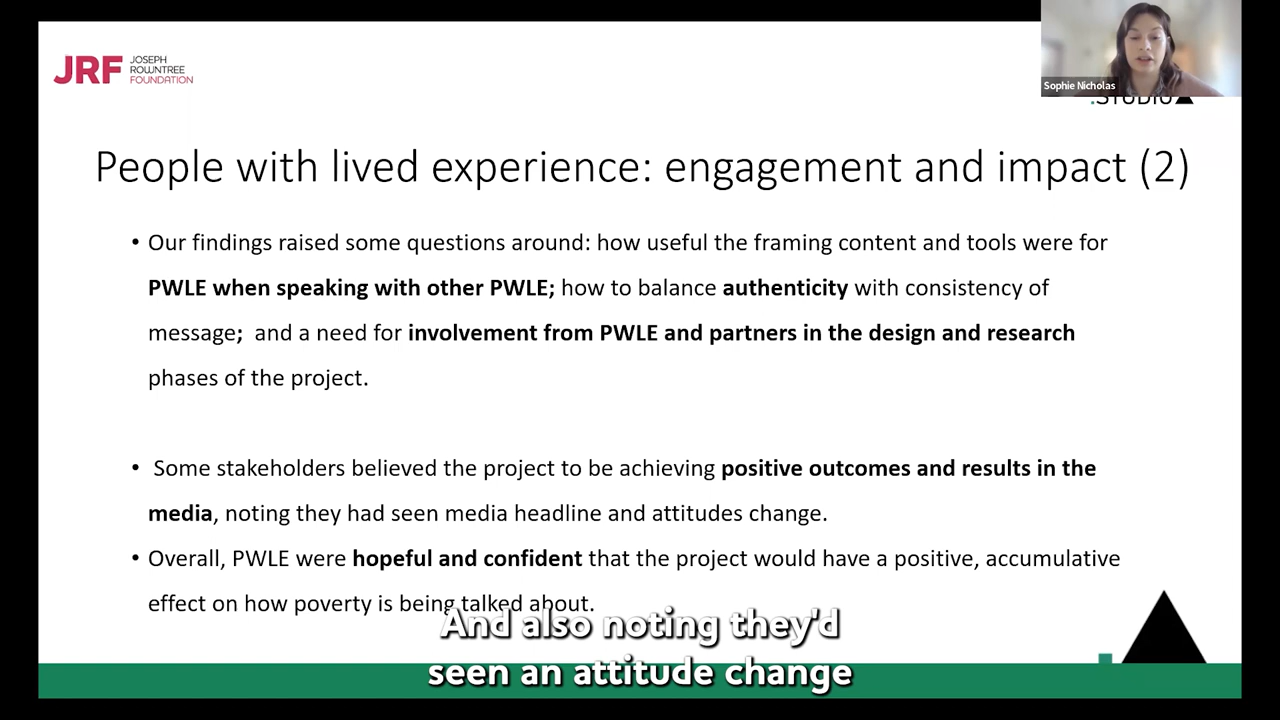 JRF JOSEPH
ROWNTREE
FOUNDATION
Sophie Nicholas
.STUDIO
People with lived experience: engagement and impact (2)
• Our findings raised some questions around: how useful the framing content and tools were for
PWLE when speaking with other PWLE; how to balance authenticity with consistency of
message; and a need for involvement from PWLE and partners in the design and research
phases of the project.
• Some stakeholders believed the project to be achieving positive outcomes and results in the
media, noting they had seen media headline and attitudes change.
• Overall, PWLE were hopeful and confident that the project would have a positive, accumulative
effect on how poverty is being talked about.
And also noting they'd
seen an attitude change